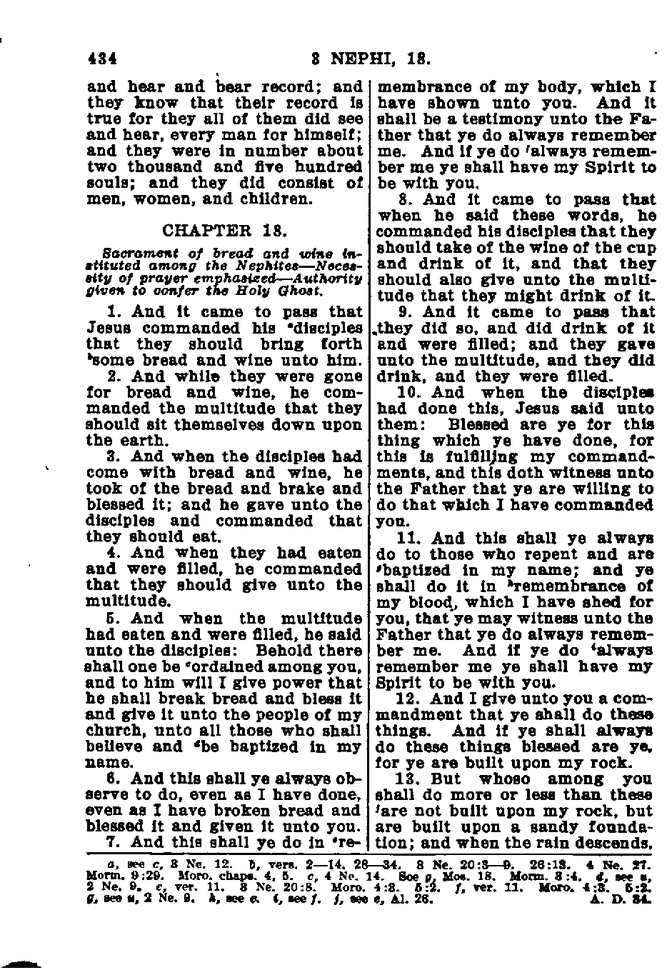 434
3 NEPHI, 18.
and hear and bear record; and
they know that their record is
true for they all of them did see
and hear, every man for himself;
and they were in number about
two thousand and five hundred
souls; and they did consist of
men, women, and children.
CHAPTER 18.
Sacrament of bread and wine in-
stituted among the Nephites—Neces-
sity of prayer emphasized—Authority
given to confer the Holy Ghost.
1. And it came to pass that
Jesus commanded his ᵃdisciples
that they should bring forth
ᵇsome bread and wine unto him.
2. And while they were gone
for bread and wine, he com-
manded the multitude that they
should sit themselves down upon
the earth.
3. And when the disciples had
come with bread and wine, he
took of the bread and brake and
blessed it; and he gave unto the
disciples and commanded that
they should eat.
4. And when they had eaten
and were filled, he commanded
that they should give unto the
multitude.
5. And when the multitude
had eaten and were filled, he said
unto the disciples: Behold there
shall one be ᶜordained among you,
and to him will I give power that
he shall break bread and bless it
and give it unto the people of my
church, unto all those who shall
believe and ᵈbe baptized in my
name.
6. And this shall ye always ob-
serve to do, even as I have done,
even as I have broken bread and
blessed it and given it unto you.
7. And this shall ye do in ᵉre-
membrance of my body, which I
have shown unto you. And it
shall be a testimony unto the Fa-
ther that ye do always remember
me. And if ye do ᶠalways remem-
ber me ye shall have my Spirit to
be with you.
8. And it came to pass that
when he said these words, he
commanded his disciples that they
should take of the wine of the cup
and drink of it, and that they
should also give unto the multi-
tude that they might drink of it.
9. And it came to pass that
they did so, and did drink of it
and were filled; and they gave
unto the multitude, and they did
drink, and they were filled.
10. And when the disciples
had done this, Jesus said unto
them: Blessed are ye for this
thing which ye have done, for
this is fulfilling my command-
ments, and this doth witness unto
the Father that ye are willing to
do that which I have commanded
you.
11. And this shall ye always
do to those who repent and are
ᵍbaptized in my name; and ye
shall do it in ʰremembrance of
my blood, which I have shed for
you, that ye may witness unto the
Father that ye do always remem-
ber me. And if ye do ⁱalways
remember me ye shall have my
Spirit to be with you.
12. And I give unto you a com-
mandment that ye shall do these
things. And if ye shall always
do these things blessed are ye,
for ye are built upon my rock.
13. But whoso among you
shall do more or less than these
ʲare not built upon my rock, but
are built upon a sandy founda-
tion; and when the rain descends,
a, see c, 3 Ne. 12. b, vers. 2—14. 26—34. 3 Ne. 20:3—9. 26:13. 4 Ne. 27.
Morm. 9:29. Moro. chaps. 4, 5. c, 4 Ne. 14. See g, Mos. 18. Morm. 3:4. d, see u,
2 Ne. 9. e, ver. 11. 3 Ne. 20:8. Moro. 4:3. 5:2. f, ver. 11. Moro. 4:3. 5:2.
g, see u, 2 Ne. 9. h, see e. i, see f. j, see e, Al. 26. A. D. 34.